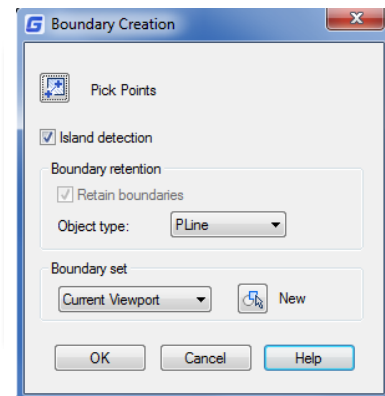 Boundary Creation
Pick Points
Island detection
Boundary retention
Retain boundaries
Object type: PLine
Boundary set
Current Viewport New
OK Cancel Help